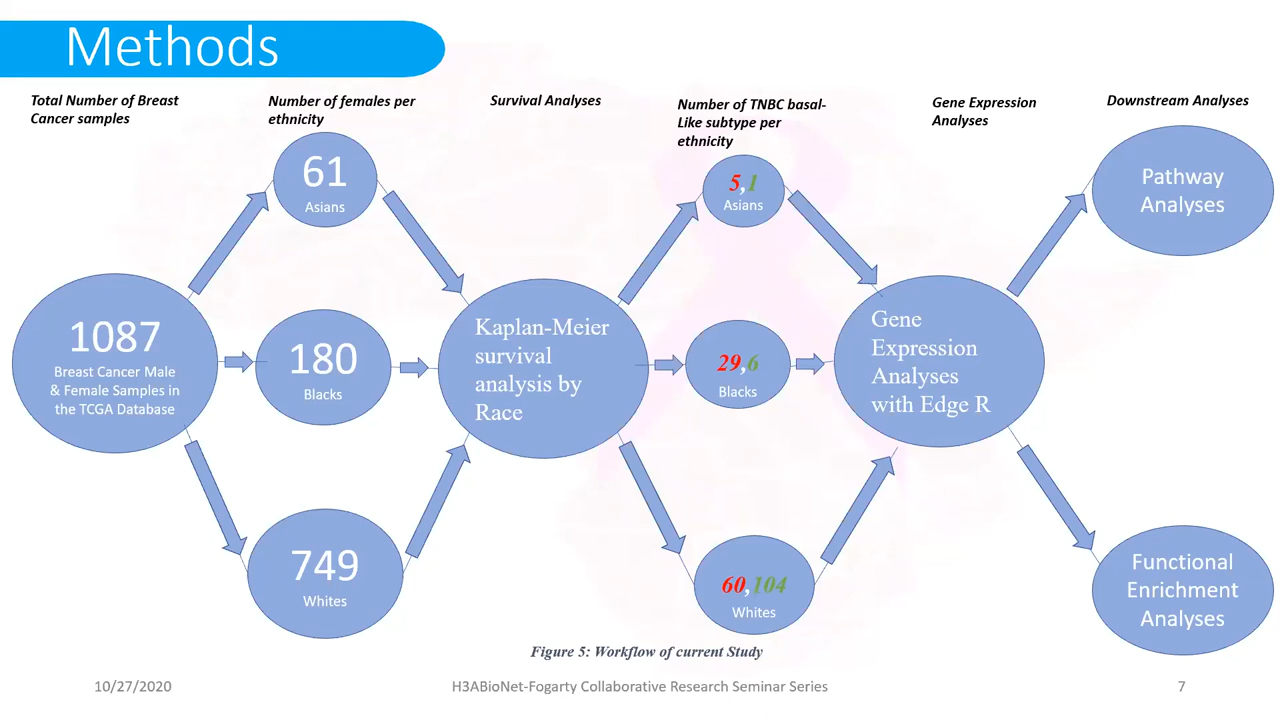 Methods
Total Number of Breast
Cancer samples
Number of females per
ethnicity
Survival Analyses
Number of TNBC basal-
Like subtype per
ethnicity
Gene Expression
Analyses
Downstream Analyses
61
Asians
5,1
Asians
Pathway
Analyses
1087
Breast Cancer Male
& Female Samples in
the TCGA Database
180
Blacks
Kaplan-Meier
survival
analysis by
Race
29,6
Blacks
Gene
Expression
Analyses
with Edge R
749
Whites
60,104
Whites
Functional
Enrichment
Analyses
Figure 5: Workflow of current Study
10/27/2020
H3ABioNet-Fogarty Collaborative Research Seminar Series
7